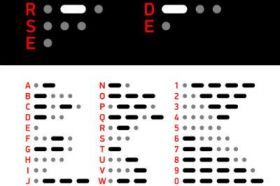 R D
S E
E
A N 1
B O 2
C P 3
D Q 4
E R 5
F S 6
G T 7
H U 8
I V 9
J W 0